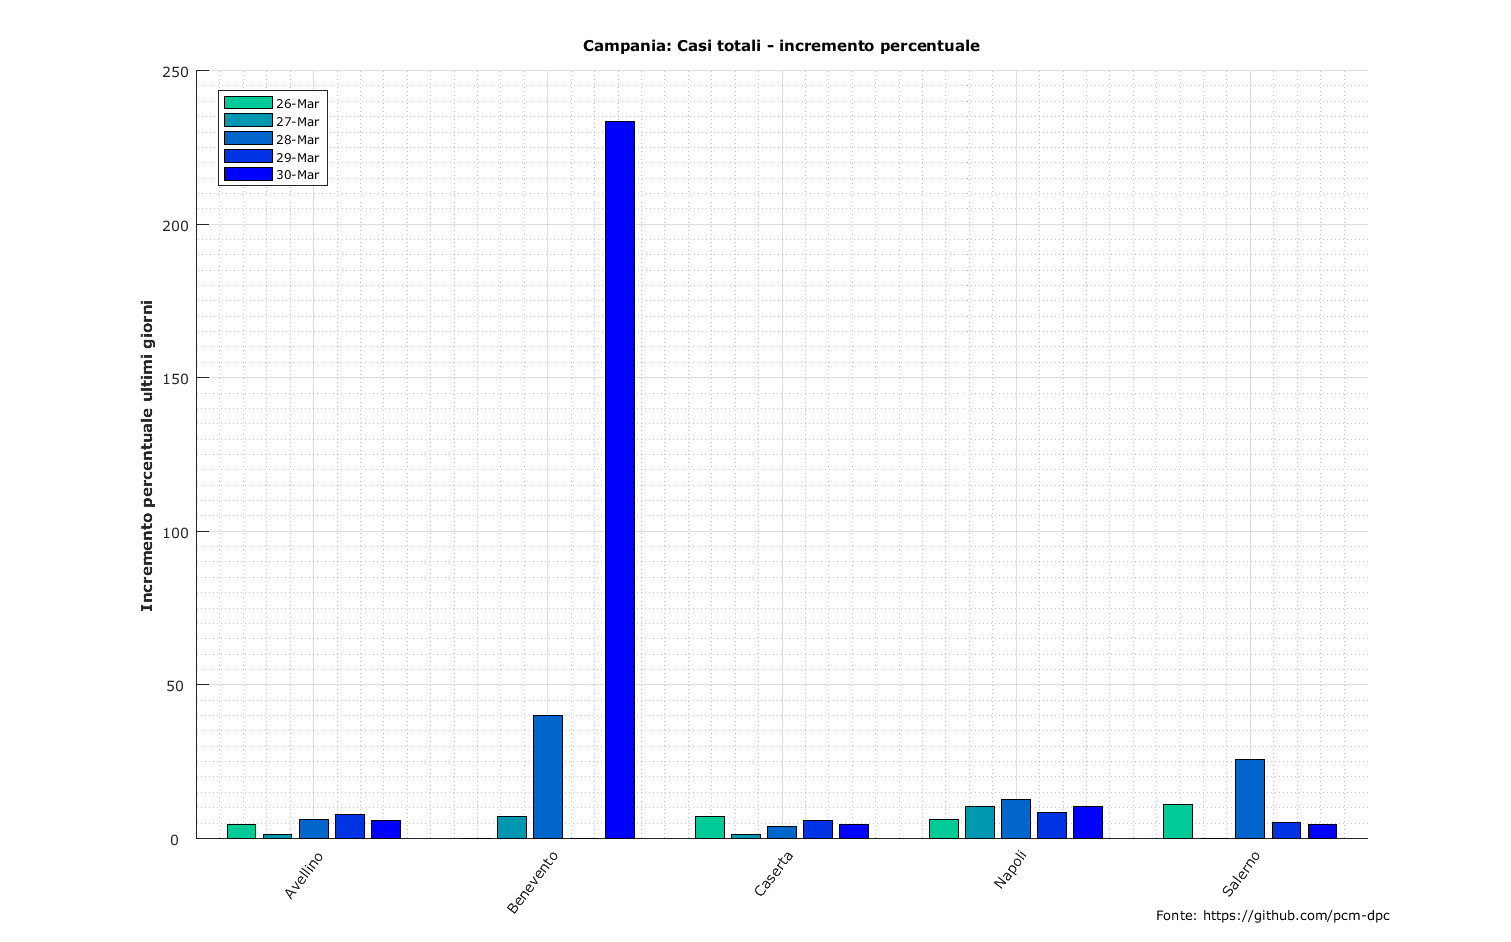 Campania: Casi totali - incremento percentuale
Incremento percentuale ultimi giorni
250
200
150
100
50
0
26-Mar
27-Mar
28-Mar
29-Mar
30-Mar
Avellino
Benevento
Caserta
Napoli
Salerno
Fonte: https://github.com/pcm-dpc